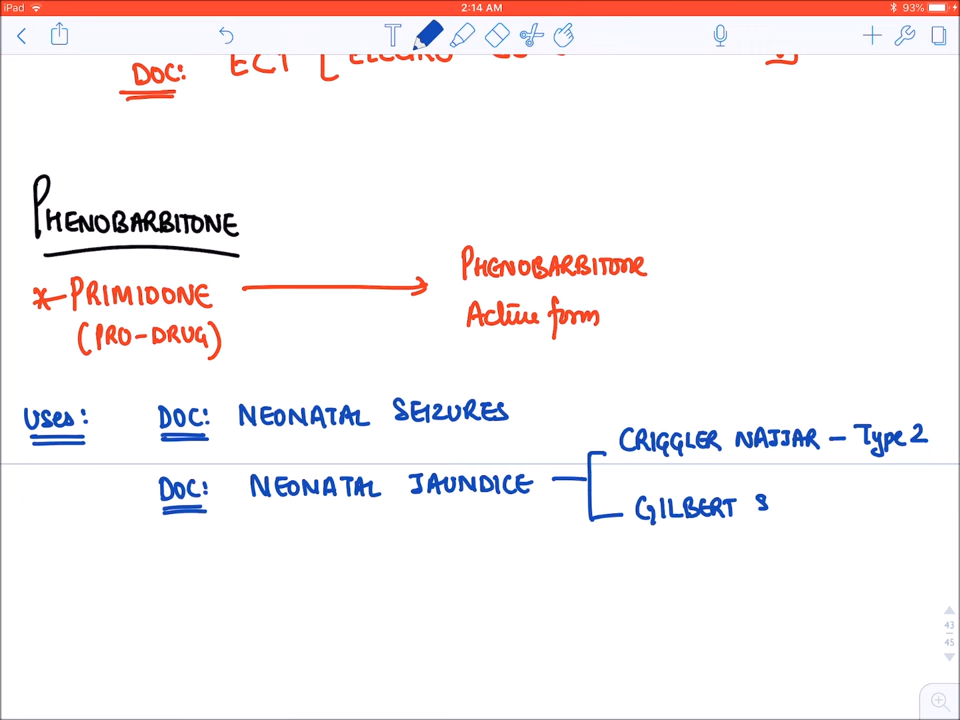 iPad 2:14 AM 93%
T
DOC: ECT [
PHENOBARBITONE
* PRIMIDONE
(PRO-DRUG)
PHENOBARBITONE
Active form
Uses: DOC: NEONATAL SEIZURES
DOC: NEONATAL JAUNDICE
CRIGGLER NAJJAR - Type 2
GILBERT S
43
45